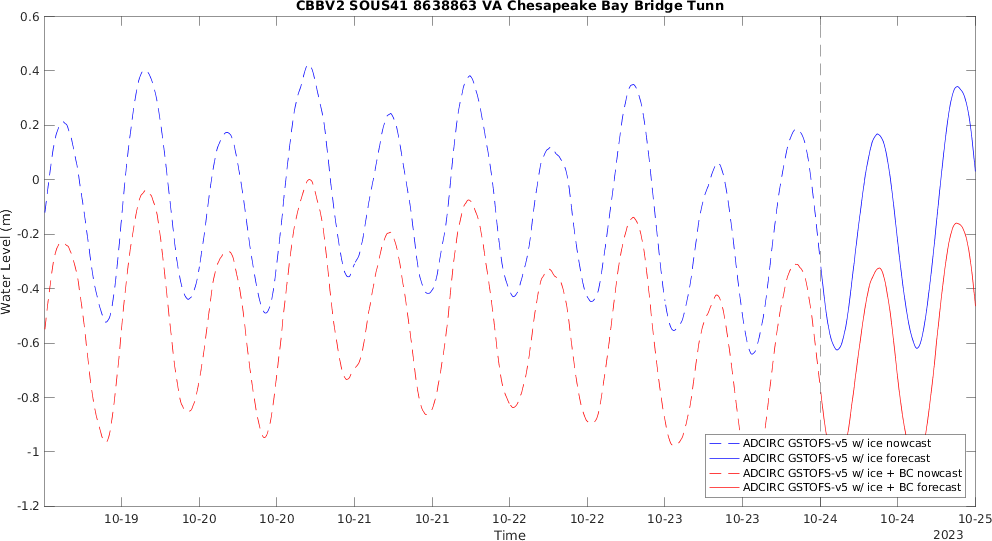 CBBV2 SOUS41 8638863 VA Chesapeake Bay Bridge Tunn
0.6
0.4
0.2
0
-0.2
-0.4
-0.6
-0.8
-1
-1.2
Water Level (m)
ADCIRC GSTOFS-v5 w/ ice nowcast
ADCIRC GSTOFS-v5 w/ ice forecast
ADCIRC GSTOFS-v5 w/ ice + BC nowcast
ADCIRC GSTOFS-v5 w/ ice + BC forecast
10-19 10-20 10-20 10-21 10-21 10-22 10-22 10-23 10-23 10-24 10-24 10-25
Time
2023